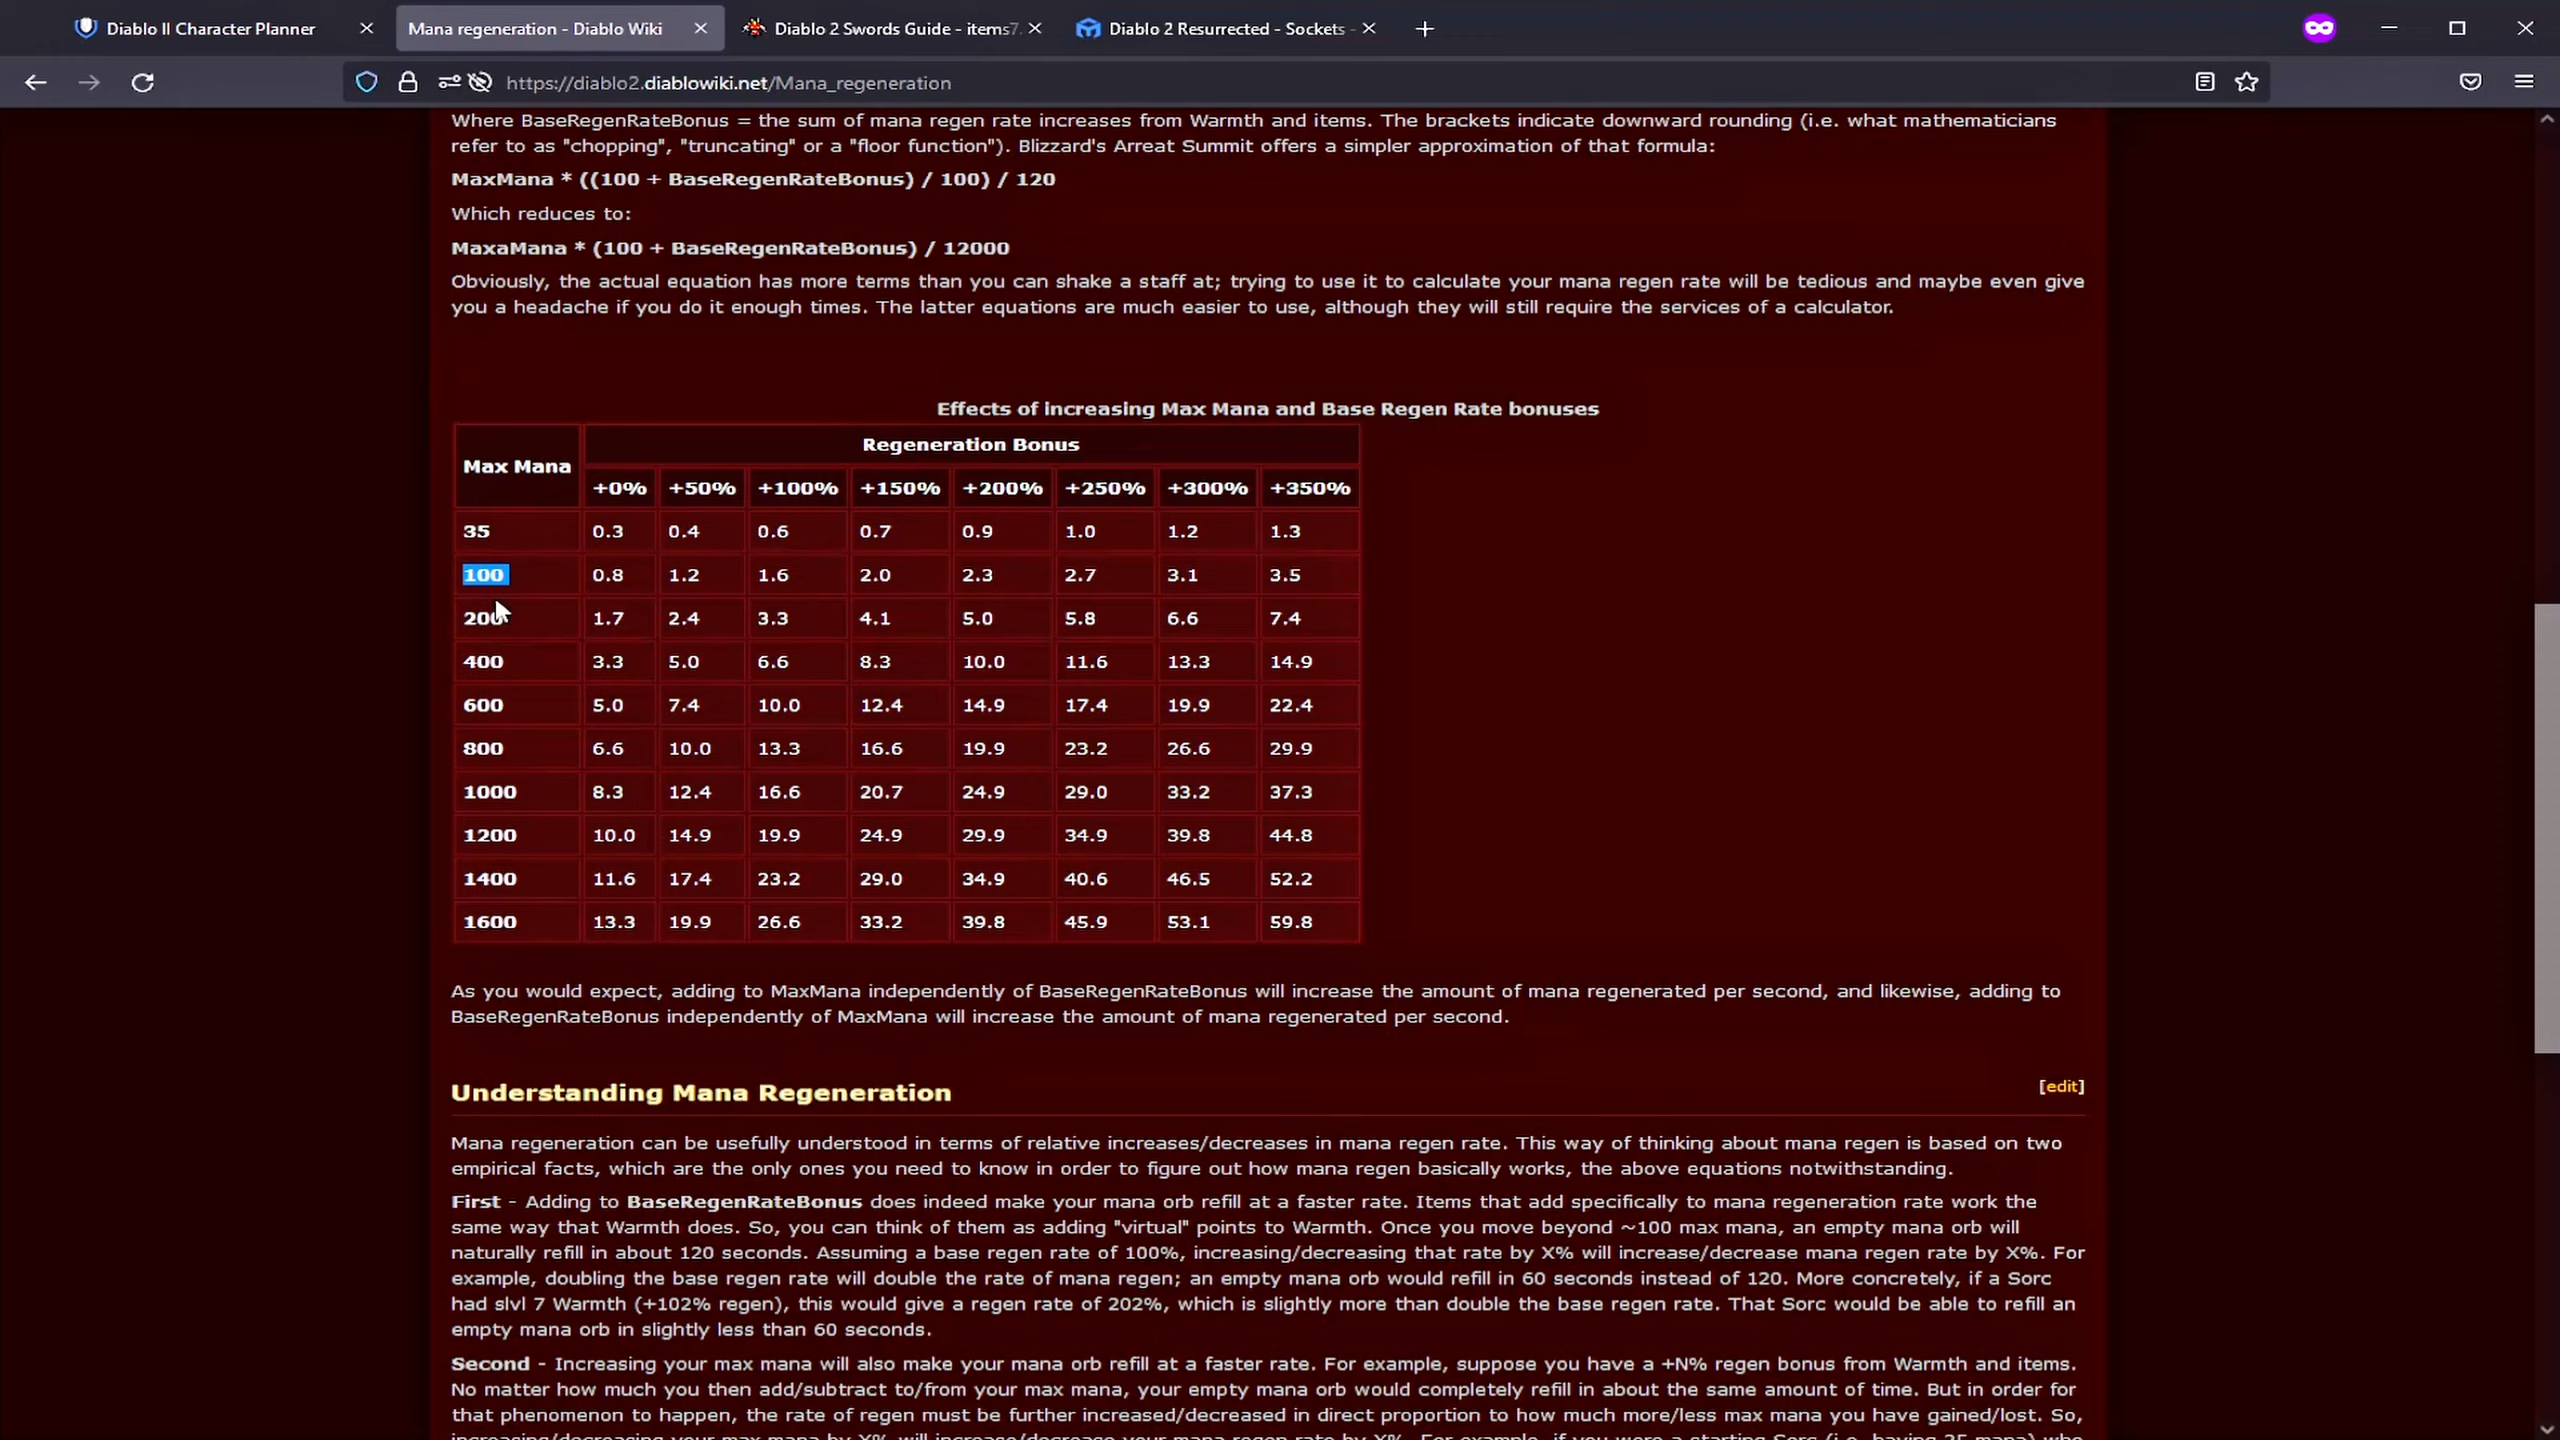 Diablo II Character Planner
Mana regeneration - Diablo Wiki
Diablo 2 Swords Guide - items7.
Diablo 2 Resurrected - Sockets -
https://diablo2.diablowiki.net/Mana_regeneration
Where BaseRegenRateBonus = the sum of mana regen rate increases from Warmth and items. The brackets indicate downward rounding (i.e. what mathematicians
refer to as "chopping", "truncating" or a "floor function"). Blizzard's Arreat Summit offers a simpler approximation of that formula:
MaxMana * ((100 + BaseRegenRateBonus) / 100) / 120
Which reduces to:
MaxaMana * (100 + BaseRegenRateBonus) / 12000
Obviously, the actual equation has more terms than you can shake a staff at; trying to use it to calculate your mana regen rate will be tedious and maybe even give
you a headache if you do it enough times. The latter equations are much easier to use, although they will still require the services of a calculator.
Effects of increasing Max Mana and Base Regen Rate bonuses
Max Mana Regeneration Bonus
+0% +50% +100% +150% +200% +250% +300% +350%
35 0.3 0.4 0.6 0.7 0.9 1.0 1.2 1.3
100 0.8 1.2 1.6 2.0 2.3 2.7 3.1 3.5
200 1.7 2.4 3.3 4.1 5.0 5.8 6.6 7.4
400 3.3 5.0 6.6 8.3 10.0 11.6 13.3 14.9
600 5.0 7.4 10.0 12.4 14.9 17.4 19.9 22.4
800 6.6 10.0 13.3 16.6 19.9 23.2 26.6 29.9
1000 8.3 12.4 16.6 20.7 24.9 29.0 33.2 37.3
1200 10.0 14.9 19.9 24.9 29.9 34.9 39.8 44.8
1400 11.6 17.4 23.2 29.0 34.9 40.6 46.5 52.2
1600 13.3 19.9 26.6 33.2 39.8 45.9 53.1 59.8
As you would expect, adding to MaxMana independently of BaseRegenRateBonus will increase the amount of mana regenerated per second, and likewise, adding to
BaseRegenRateBonus independently of MaxMana will increase the amount of mana regenerated per second.
Understanding Mana Regeneration
[edit]
Mana regeneration can be usefully understood in terms of relative increases/decreases in mana regen rate. This way of thinking about mana regen is based on two
empirical facts, which are the only ones you need to know in order to figure out how mana regen basically works, the above equations notwithstanding.
First - Adding to BaseRegenRateBonus does indeed make your mana orb refill at a faster rate. Items that add specifically to mana regeneration rate work the
same way that Warmth does. So, you can think of them as adding "virtual" points to Warmth. Once you move beyond ~100 max mana, an empty mana orb will
naturally refill in about 120 seconds. Assuming a base regen rate of 100%, increasing/decreasing that rate by X% will increase/decrease mana regen rate by X%. For
example, doubling the base regen rate will double the rate of mana regen; an empty mana orb would refill in 60 seconds instead of 120. More concretely, if a Sorc
had slvl 7 Warmth (+102% regen), this would give a regen rate of 202%, which is slightly more than double the base regen rate. That Sorc would be able to refill an
empty mana orb in slightly less than 60 seconds.
Second - Increasing your max mana will also make your mana orb refill at a faster rate. For example, suppose you have a +N% regen bonus from Warmth and items.
No matter how much you then add/subtract to/from your max mana, your empty mana orb would completely refill in about the same amount of time. But in order for
that phenomenon to happen, the rate of regen must be further increased/decreased in direct proportion to how much more/less max mana you have gained/lost. So,
increasing/decreasing your max mana by X% will increase/decrease your mana regen rate by X%. For example, if you were a starting Sorc (i.e. having 35 mana) who